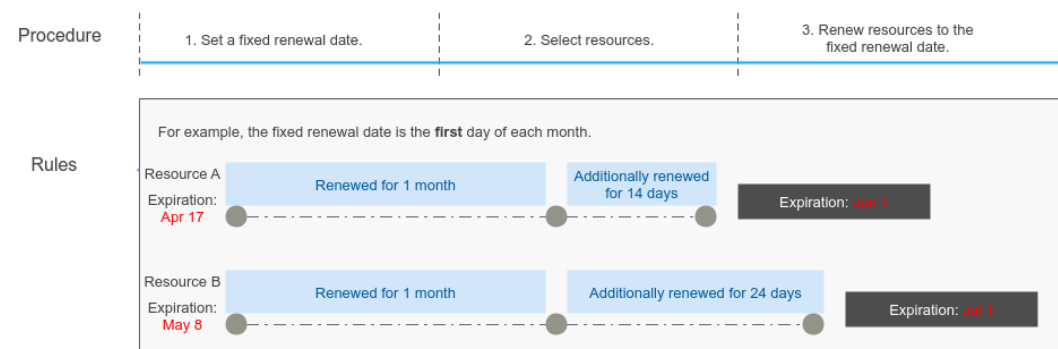 Procedure
1. Set a fixed renewal date.
2. Select resources.
3. Renew resources to the
fixed renewal date.
Rules
For example, the fixed renewal date is the first day of each month.
Resource A
Expiration:
Apr 17
Renewed for 1 month
Additionally renewed
for 14 days
Expiration: Jun 1
Resource B
Expiration:
May 8
Renewed for 1 month
Additionally renewed for 24 days
Expiration: Jul 1